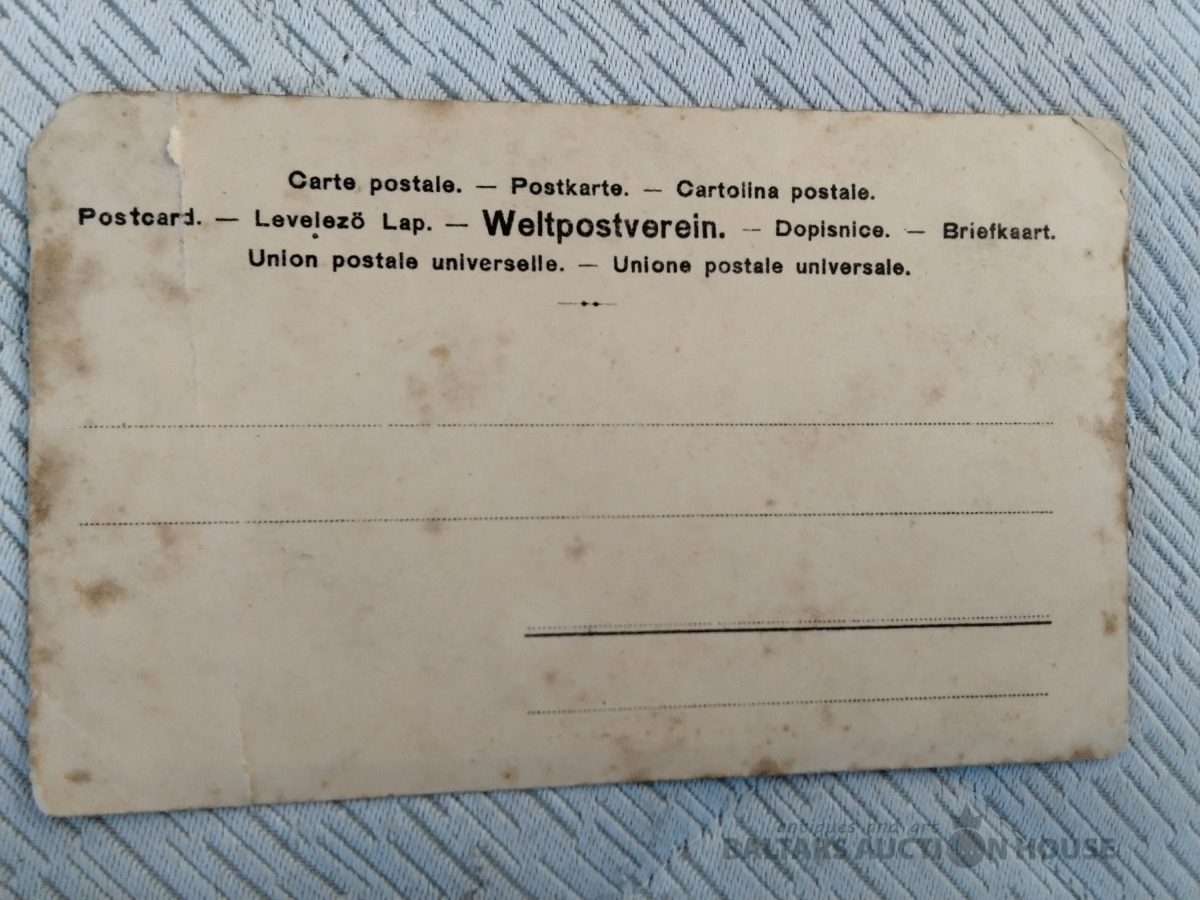 Carte postale. — Postkarte. — Cartolina postale.
Postcard. — Levelező Lap. — Weltpostverein. — Dopisnice. — Briefkaart.
Union postale universelle. — Unione postale universale.
antiques and art
BALTARS AUCTION HOUSE